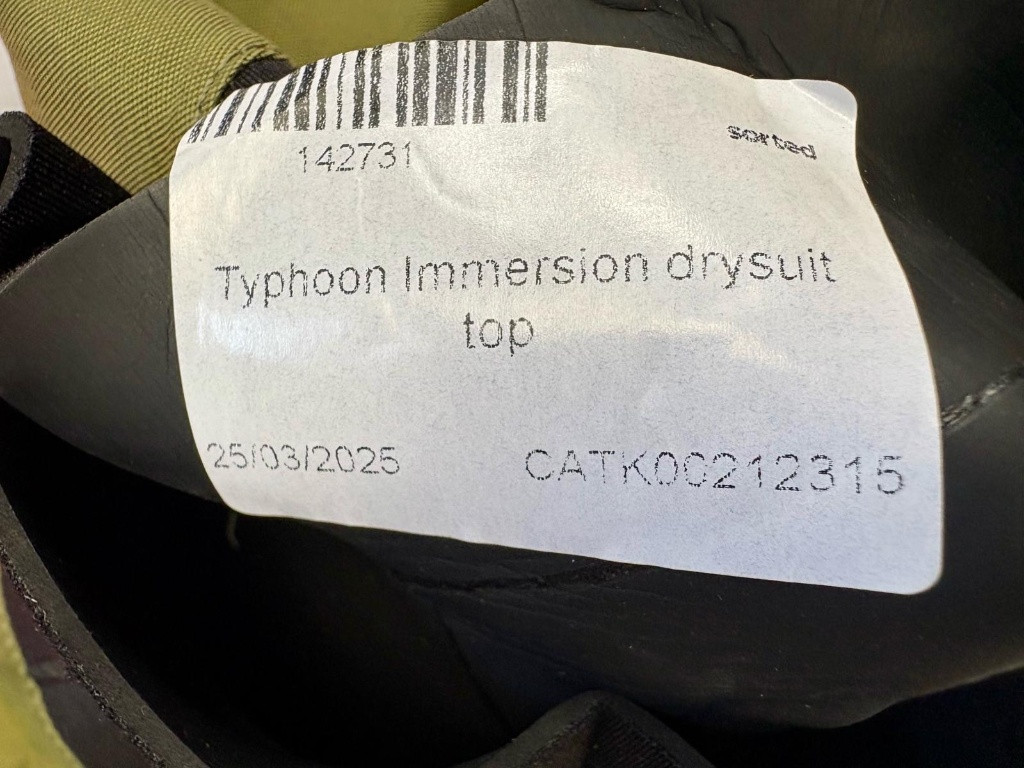 142731
sorted
Typhoon Immersion drysuit
top
25/03/2025 CATK00212315